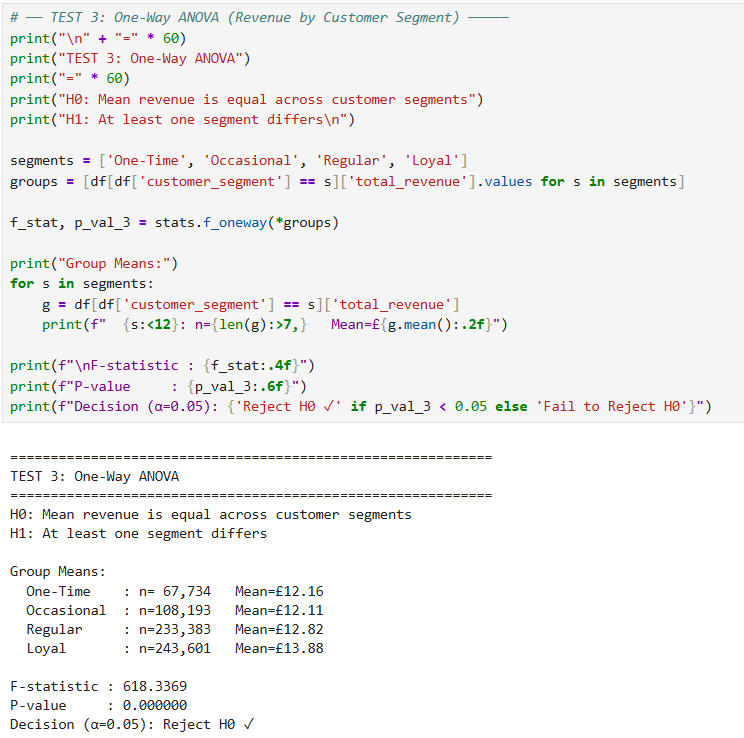 # —— TEST 3: One-Way ANOVA (Revenue by Customer Segment) —————
print("\n" + "=" * 60)
print("TEST 3: One-Way ANOVA")
print("=" * 60)
print("H0: Mean revenue is equal across customer segments")
print("H1: At least one segment differs\n")

segments = ['One-Time', 'Occasional', 'Regular', 'Loyal']
groups = [df[df['customer_segment'] == s]['total_revenue'].values for s in segments]

f_stat, p_val_3 = stats.f_oneway(*groups)

print("Group Means:")
for s in segments:
    g = df[df['customer_segment'] == s]['total_revenue']
    print(f"  {s:<12}: n={len(g):>7,}   Mean=£{g.mean():.2f}")

print(f"\nF-statistic : {f_stat:.4f}")
print(f"P-value     : {p_val_3:.6f}")
print(f"Decision (α=0.05): {'Reject H0 ✓' if p_val_3 < 0.05 else 'Fail to Reject H0'}")

============================================================
TEST 3: One-Way ANOVA
============================================================
H0: Mean revenue is equal across customer segments
H1: At least one segment differs

Group Means:
  One-Time    : n= 67,734   Mean=£12.16
  Occasional  : n=108,193   Mean=£12.11
  Regular     : n=233,383   Mean=£12.82
  Loyal       : n=243,601   Mean=£13.88

F-statistic : 618.3369
P-value     : 0.000000
Decision (α=0.05): Reject H0 ✓